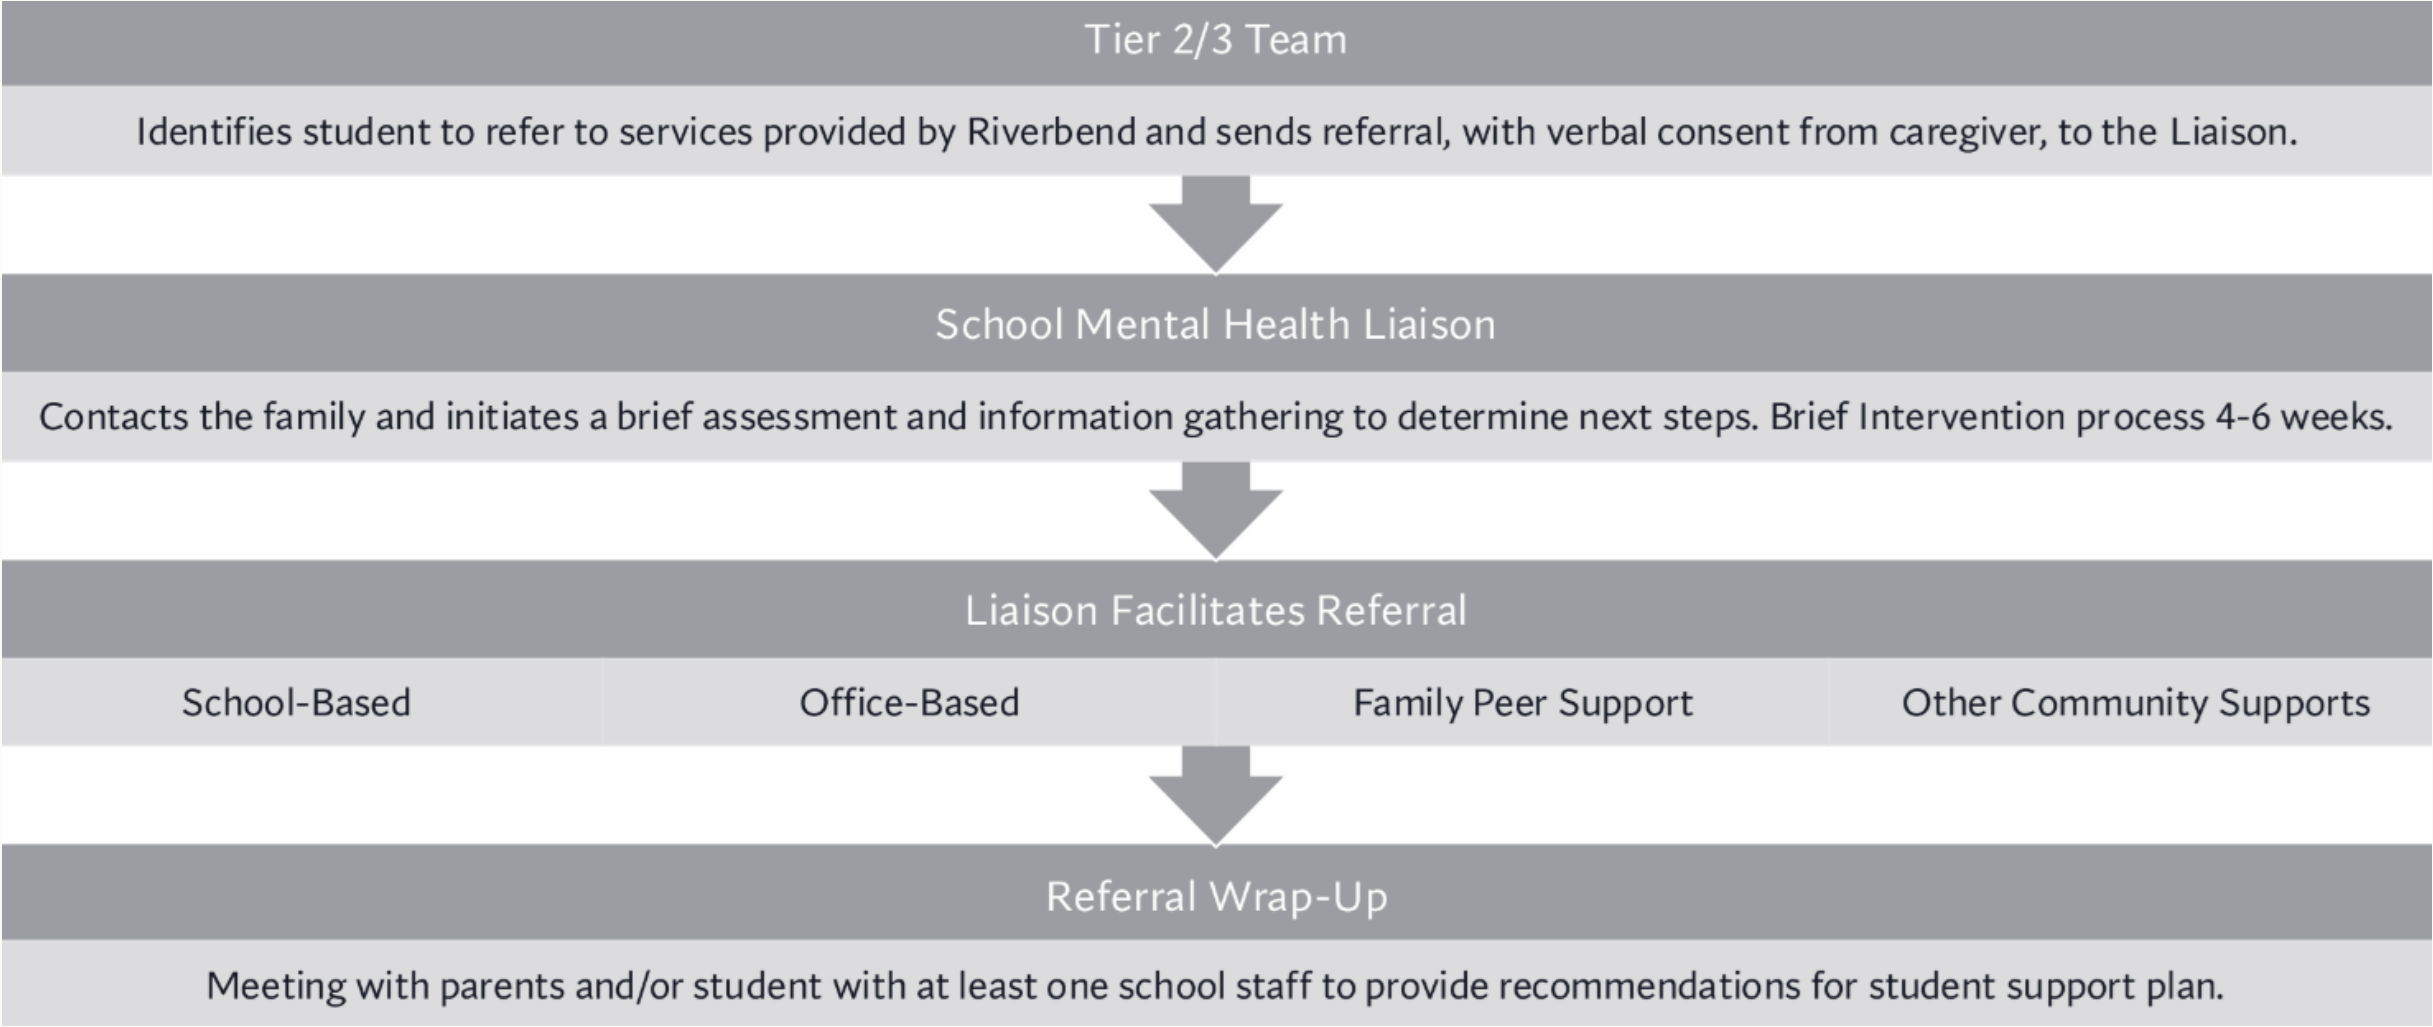 Tier 2/3 Team
Identifies student to refer to services provided by Riverbend and sends referral, with verbal consent from caregiver, to the Liaison.
School Mental Health Liaison
Contacts the family and initiates a brief assessment and information gathering to determine next steps. Brief Intervention process 4-6 weeks.
Liaison Facilitates Referral
School-Based
Office-Based
Family Peer Support
Other Community Supports
Referral Wrap-Up
Meeting with parents and/or student with at least one school staff to provide recommendations for student support plan.